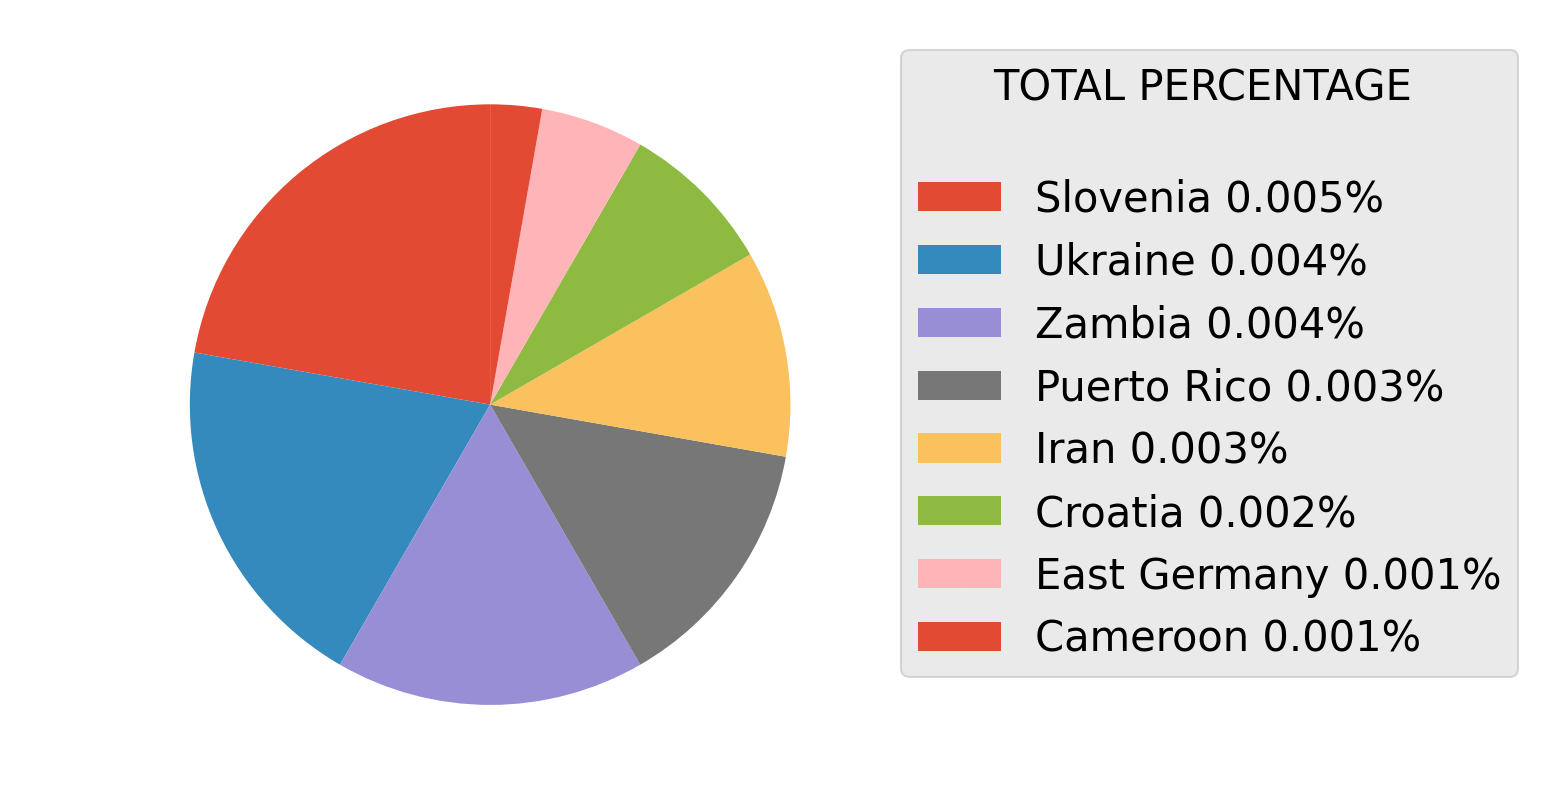 TOTAL PERCENTAGE
Slovenia 0.005%
Ukraine 0.004%
Zambia 0.004%
Puerto Rico 0.003%
Iran 0.003%
Croatia 0.002%
East Germany 0.001%
Cameroon 0.001%